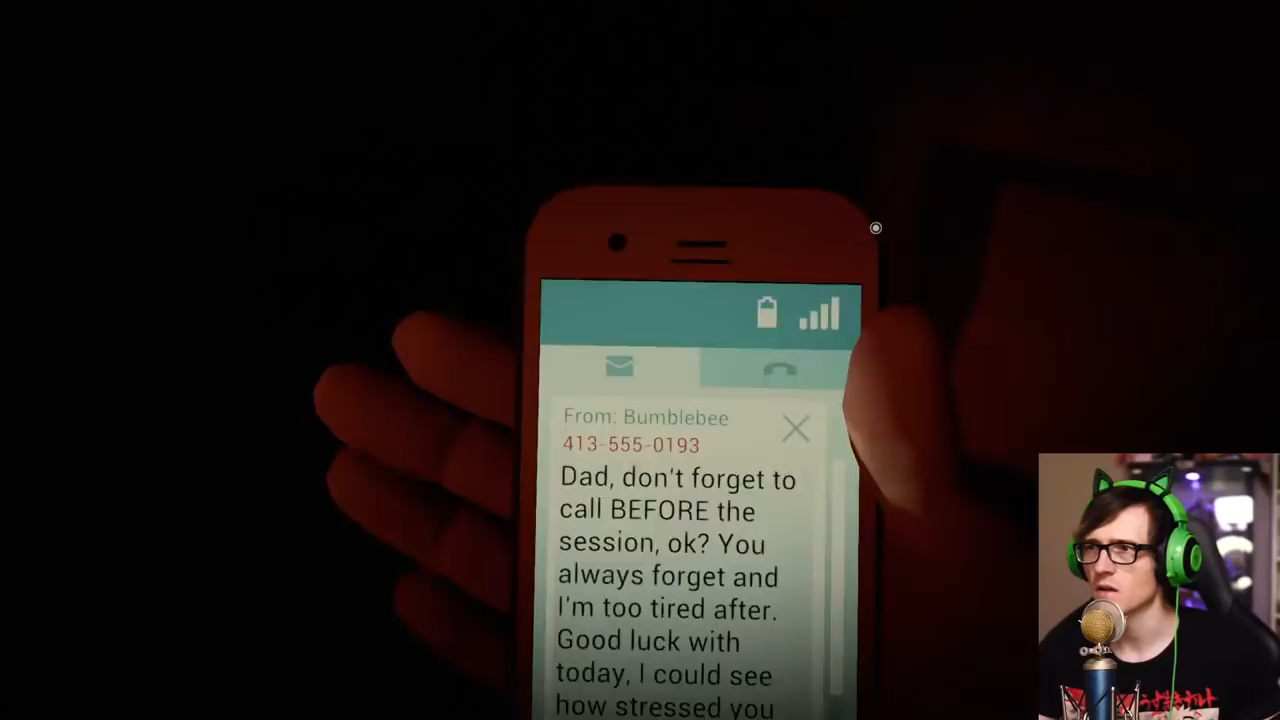 From: Bumblebee
413-555-0193
Dad, don't forget to
call BEFORE the
session, ok? You
always forget and
I'm too tired after.
Good luck with
today, I could see
how stressed you